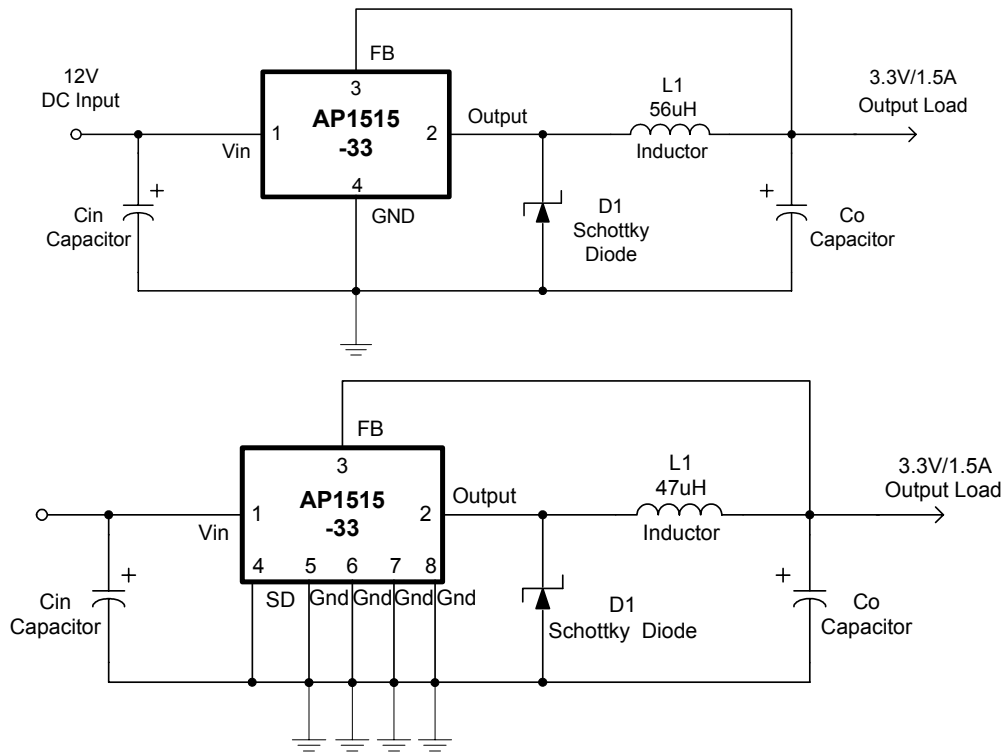 FB
12V
DC Input
3
AP1515
-33
1
2
Vin
4
GND
Output
L1
56uH
Inductor
3.3V/1.5A
Output Load
+
Cin
Capacitor
D1
Schottky
Diode
+
Co
Capacitor
FB
3
AP1515
-33
1
2
Vin
Output
L1
47uH
Inductor
3.3V/1.5A
Output Load
4 5 6 7 8
SD Gnd Gnd Gnd Gnd
+
Cin
Capacitor
D1
Schottky Diode
+
Co
Capacitor